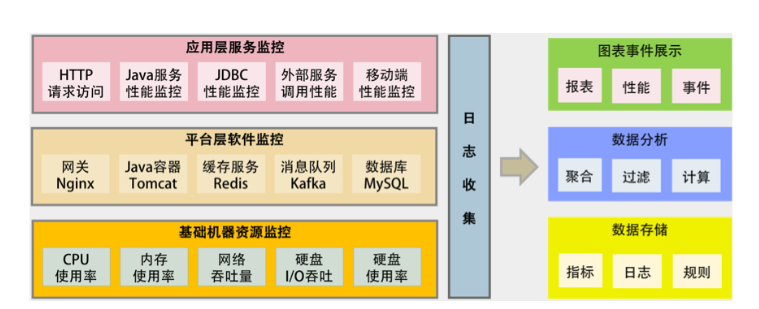 应用层服务监控
HTTP
请求访问
Java服务
性能监控
JDBC
性能监控
外部服务
调用性能
移动端
性能监控
平台层软件监控
网关
Nginx
Java容器
Tomcat
缓存服务
Redis
消息队列
Kafka
数据库
MySQL
基础机器资源监控
CPU
使用率
内存
使用率
网络
吞吐量
硬盘
I/O吞吐
硬盘
使用率
日
志
收
集
图表事件展示
报表
性能
事件
数据分析
聚合
过滤
计算
数据存储
指标
日志
规则